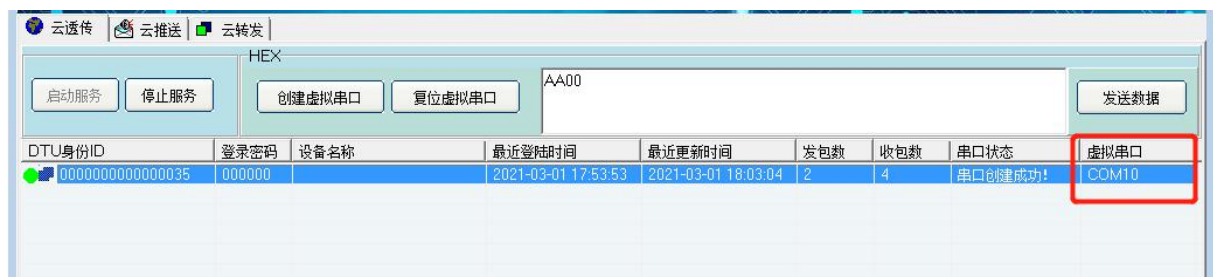 云透传 云推送 云转发
HEX
启动服务 停止服务 创建虚拟串口 复位虚拟串口 AA00 发送数据
DTU身份ID 登录密码 设备名称 最近登陆时间 最近更新时间 发包数 收包数 串口状态 虚拟串口
0000000000000035 000000 2021-03-01 17:53:53 2021-03-01 18:03:04 2 4 串口创建成功! COM10